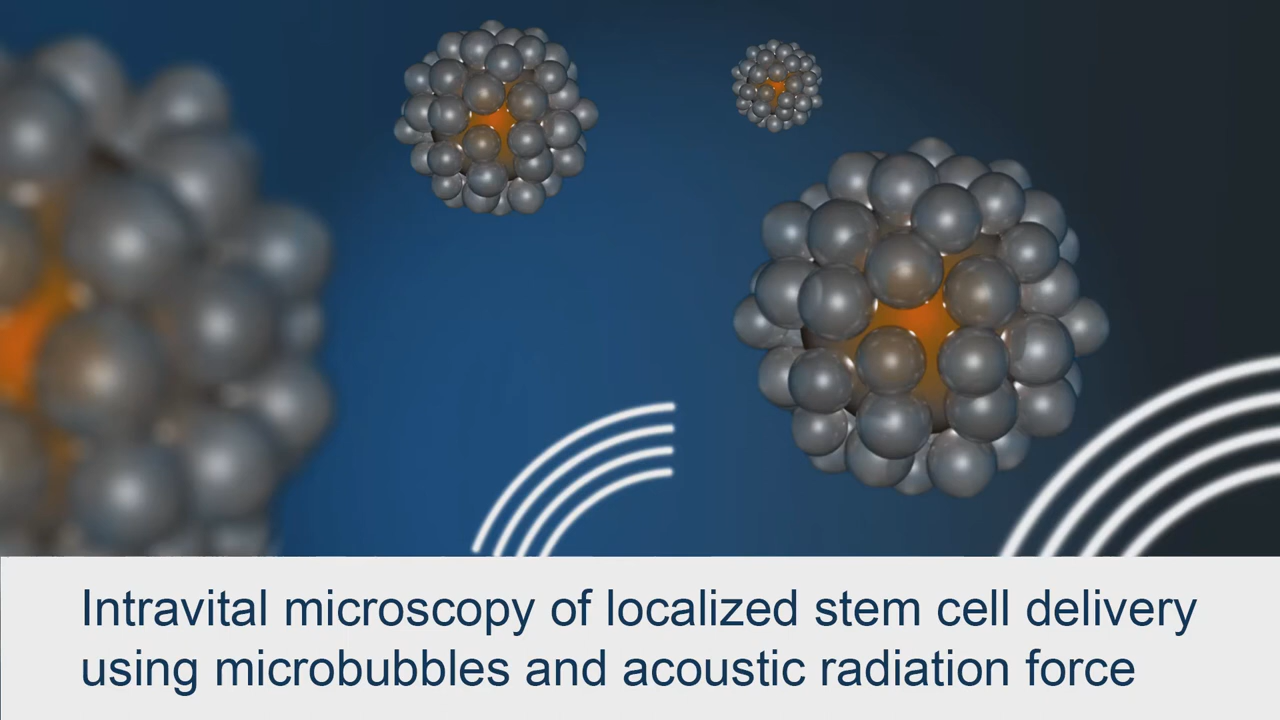 Intravital microscopy of localized stem cell delivery
using microbubbles and acoustic radiation force